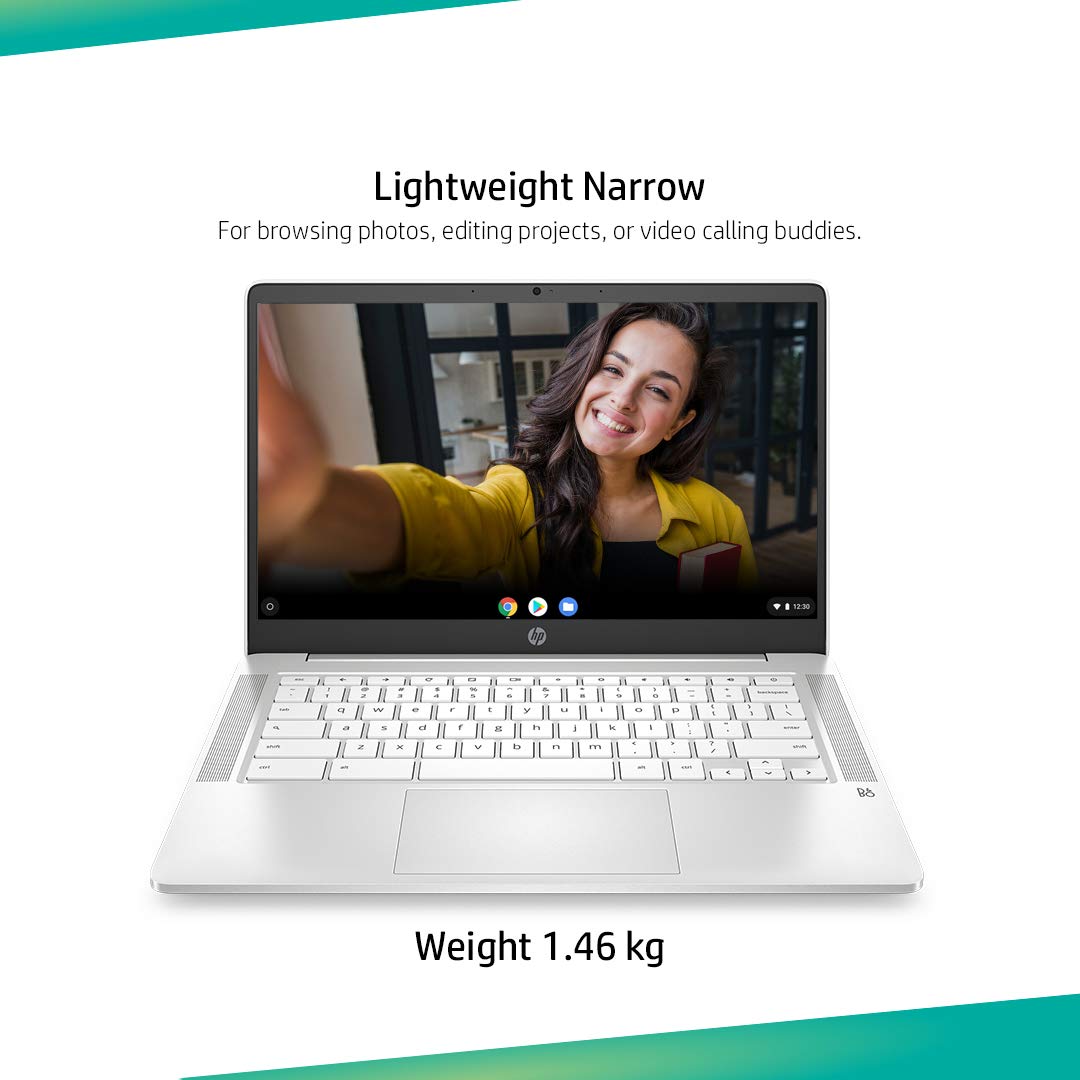 Lightweight Narrow
For browsing photos, editing projects, or video calling buddies.
12:30
hp
esc
1 2 3 4 5 6 7 8 9 0 - = backspace
tab q w e r t y u i o p [ ] \
a s d f g h j k l ; ' enter
shift z x c v b n m , . / shift
ctrl alt alt ctrl
B&O
Weight 1.46 kg